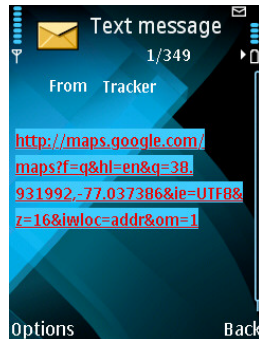 Text message
1/349
From Tracker
http://maps.google.com/
maps?f=q&hl=en&q=38.
931992,-77.037386&ie=UTF8&
z=16&iwloc=addr&om=1
Options Back